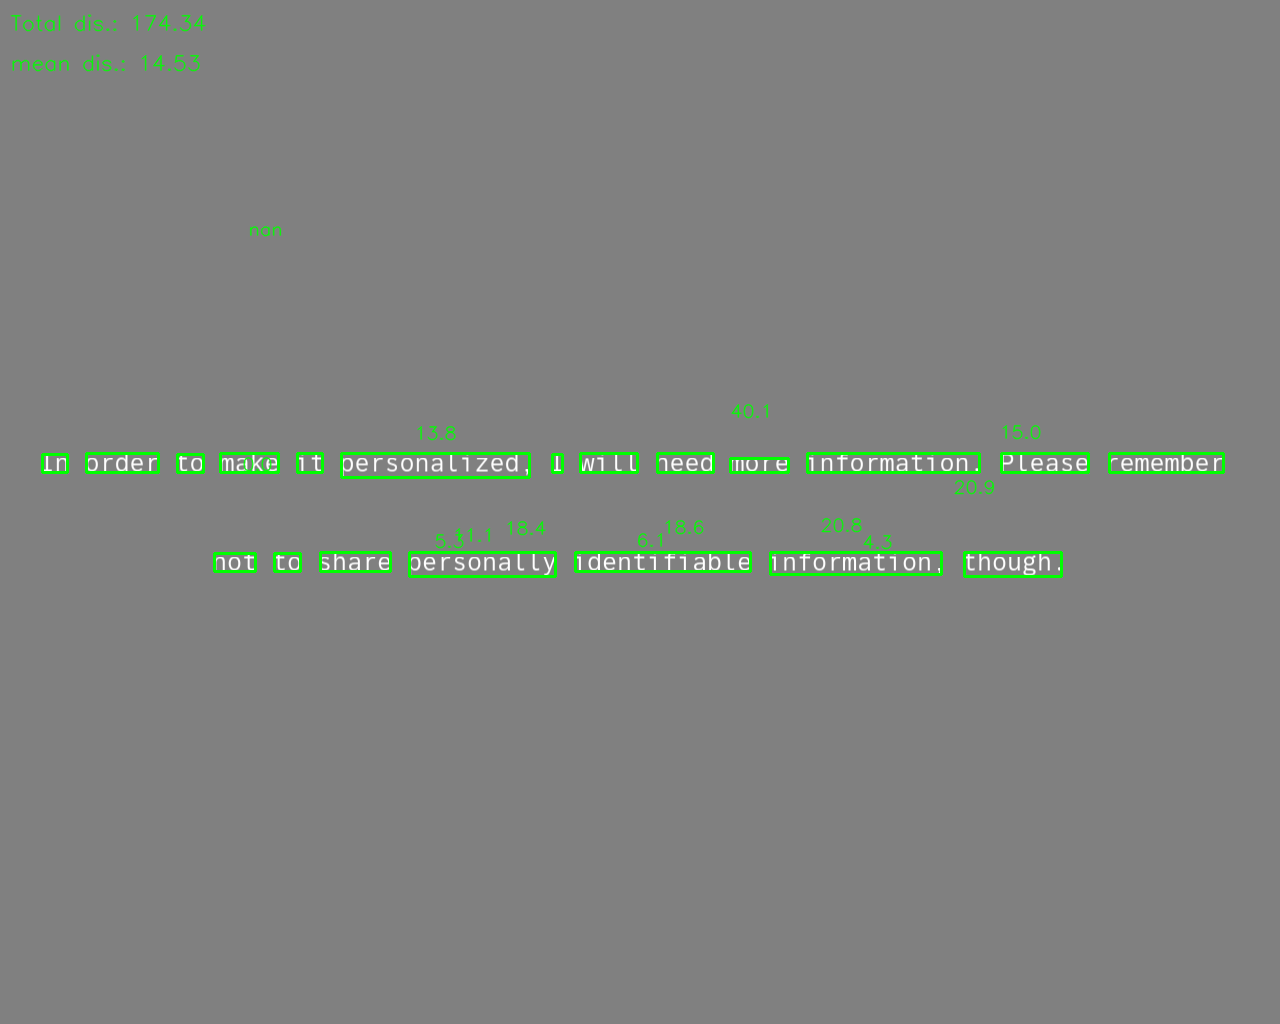 Total dis.: 174.34
mean dis.: 14.53
nan
40.1
13.8 15.0
In order to make it personalized, I will need more information. Please remember
20.9
5.3 11.1 18.4 6.1 18.6 20.8 4.3
not to share personally identifiable information, though.